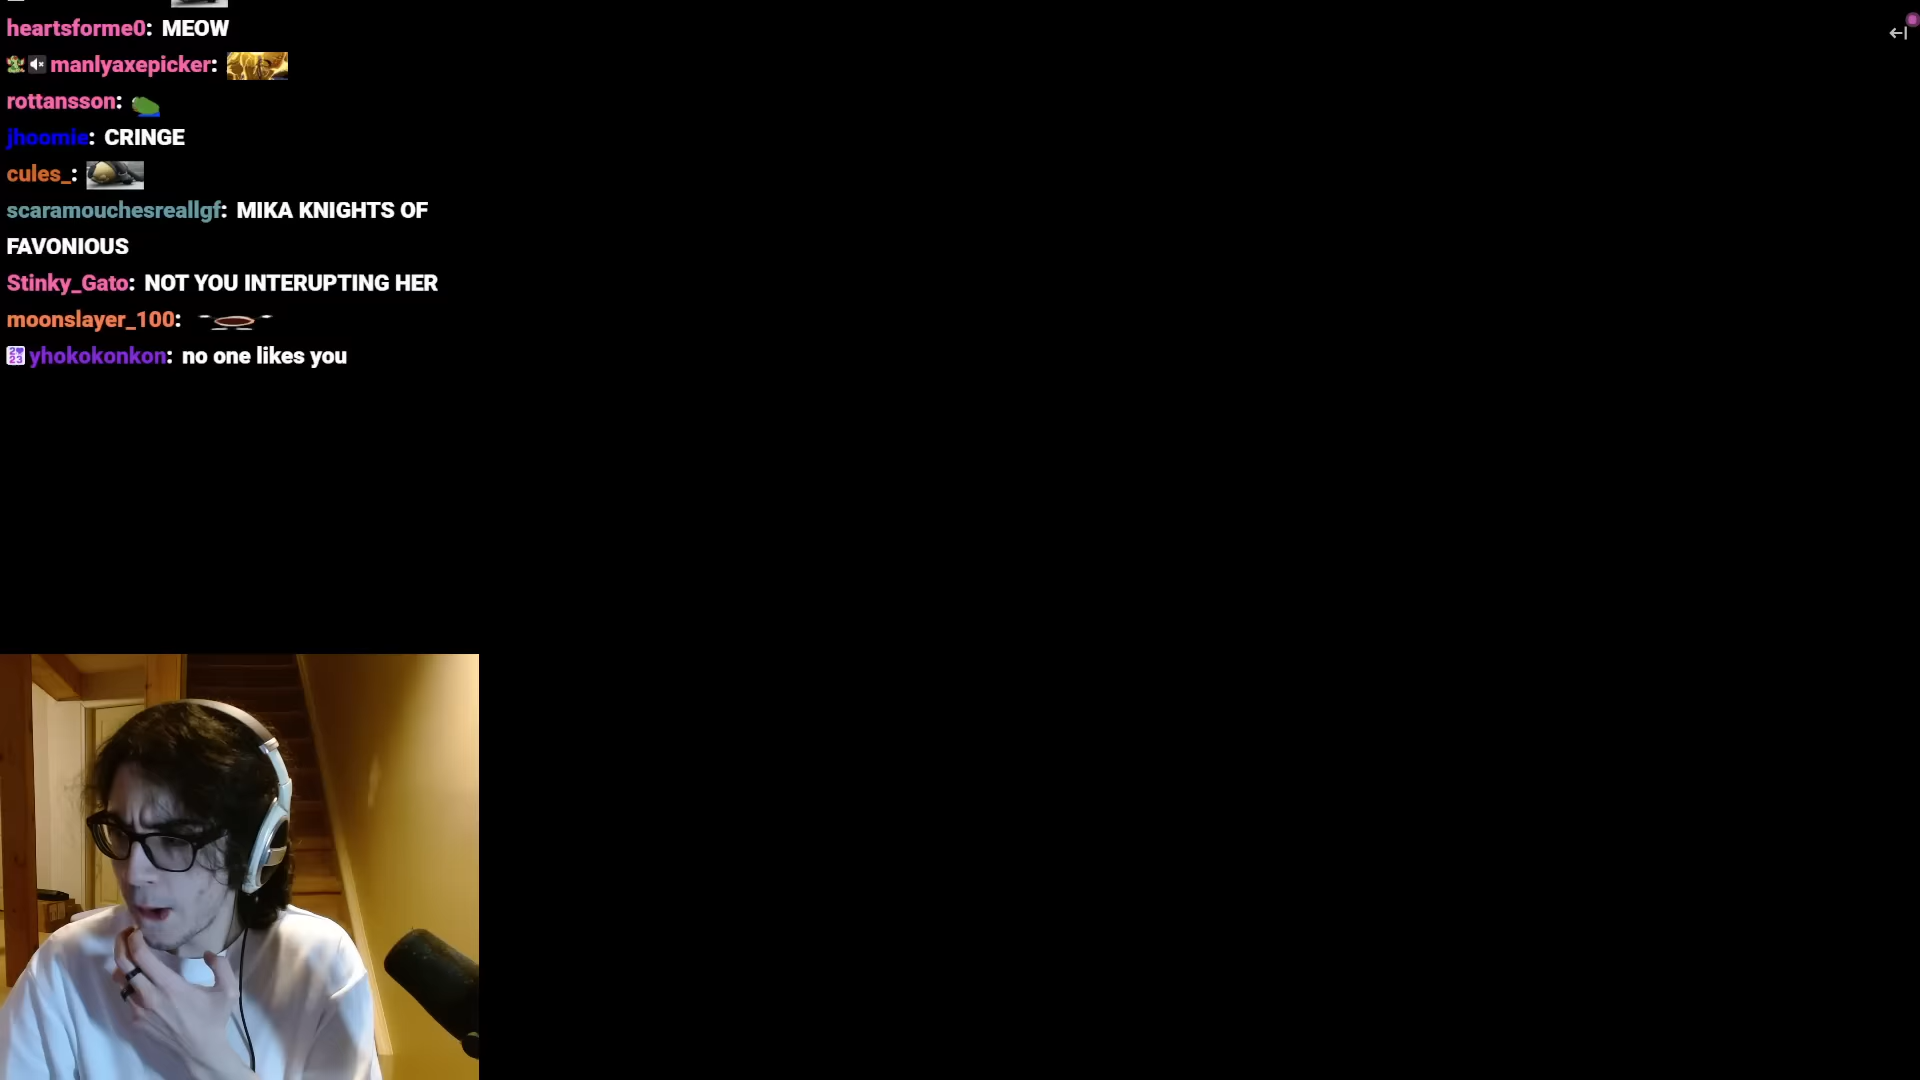 heartsforme0: MEOW
manlyaxepicker:
rottansson:
jhoomie: CRINGE
cules_:
scaramouchesreallgf: MIKA KNIGHTS OF
FAVONIOUS
Stinky_Gato: NOT YOU INTERUPTING HER
moonslayer_100:
yhokokonkon: no one likes you